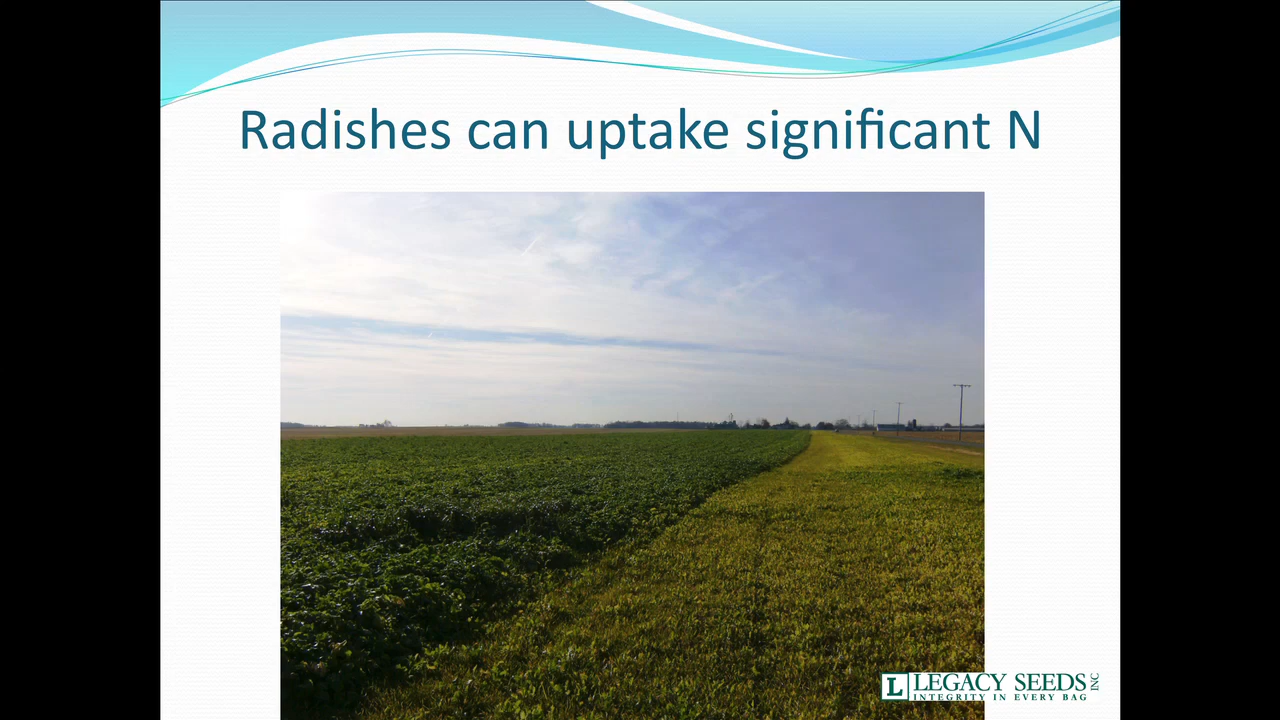 Radishes can uptake significant N
L LEGACY SEEDS INC
INTEGRITY IN EVERY BAG